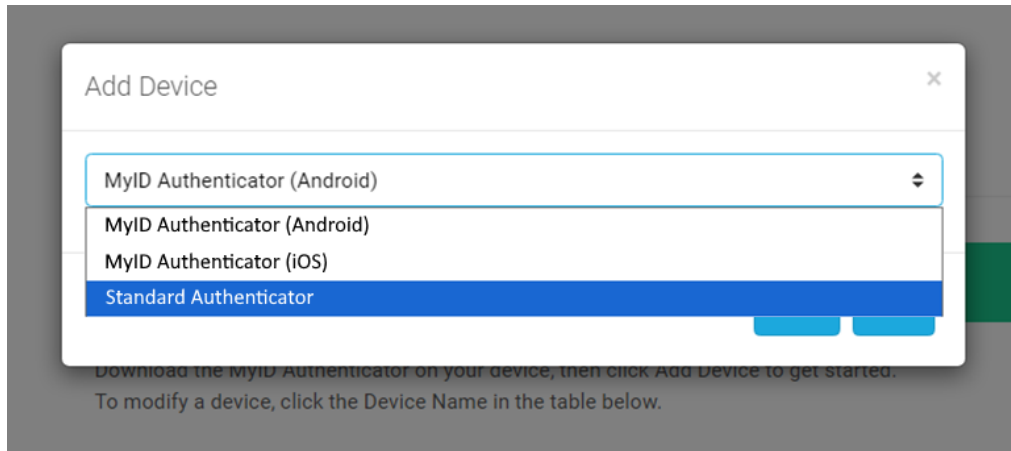 Add Device
×
MyID Authenticator (Android)
MyID Authenticator (Android)
MyID Authenticator (iOS)
Standard Authenticator
Download the MyID Authenticator on your device, then click Add Device to get started.
To modify a device, click the Device Name in the table below.